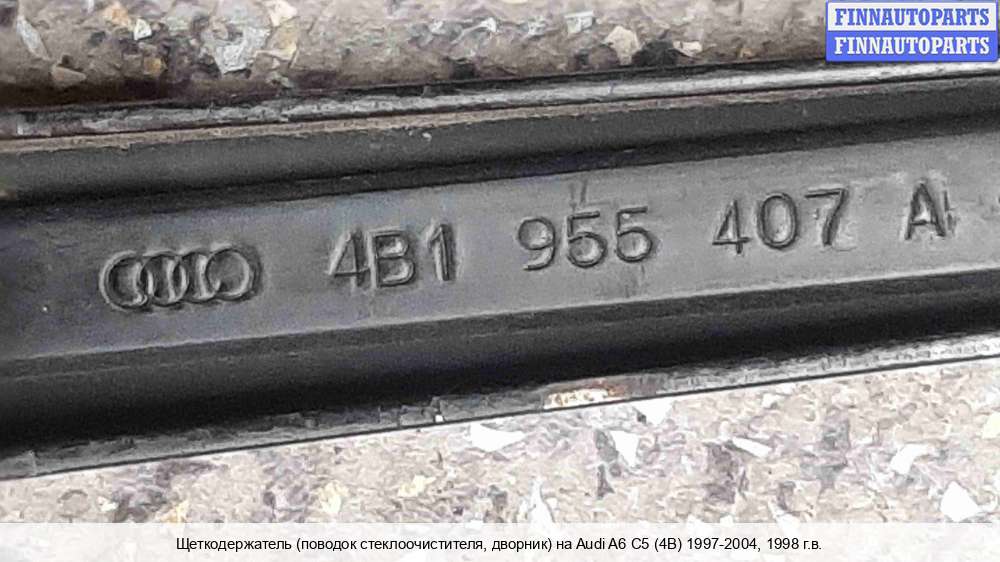 FINNAUTOPARTS
FINNAUTOPARTS
4B1 955 407 A
Щеткодержатель (поводок стеклоочистителя, дворник) на Audi A6 C5 (4B) 1997-2004, 1998 г.в.